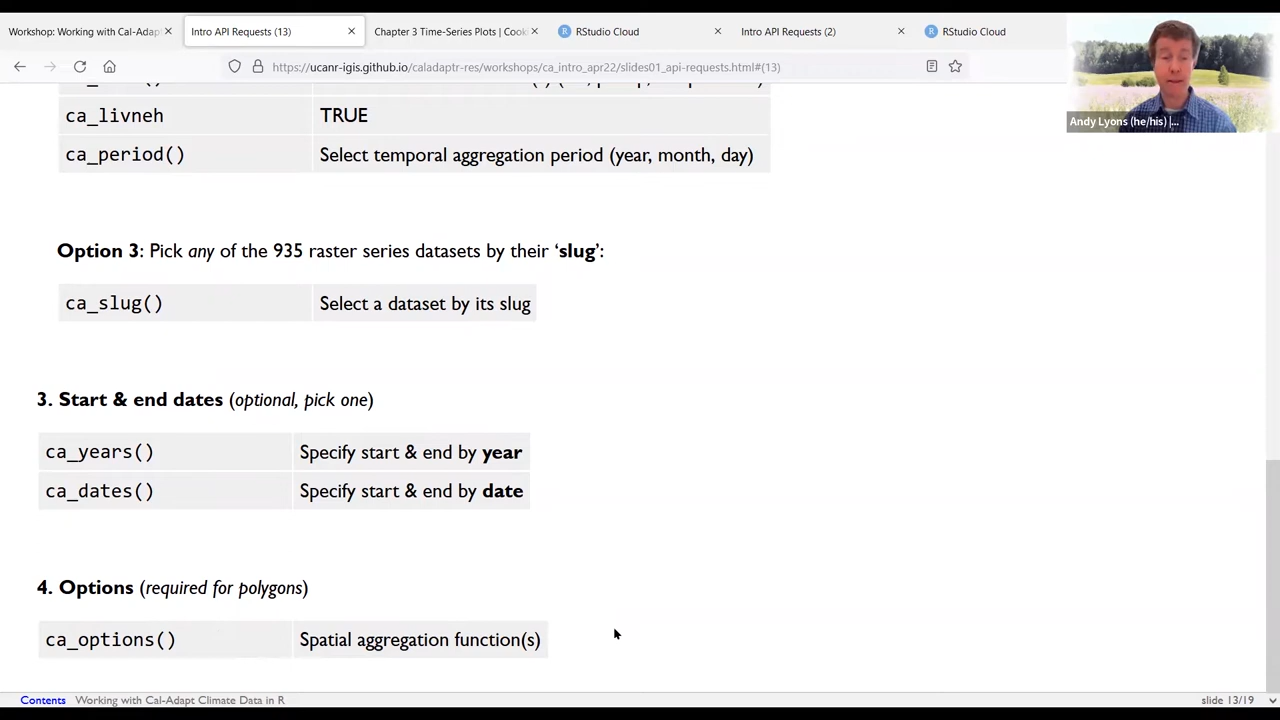 Workshop: Working with Cal-Adap
Intro API Requests (13)
Chapter 3 Time-Series Plots | Cook
RStudio Cloud
Intro API Requests (2)
RStudio Cloud
https://ucanr-igis.github.io/caladaptr-res/workshops/ca_intro_apr22/slides01_api-requests.html#(13)
Andy Lyons (he/his) |...
ca_livneh TRUE
ca_period() Select temporal aggregation period (year, month, day)
Option 3: Pick any of the 935 raster series datasets by their ‘slug’:
ca_slug() Select a dataset by its slug
3. Start & end dates (optional, pick one)
ca_years() Specify start & end by year
ca_dates() Specify start & end by date
4. Options (required for polygons)
ca_options() Spatial aggregation function(s)
Contents Working with Cal-Adapt Climate Data in R slide 13/19